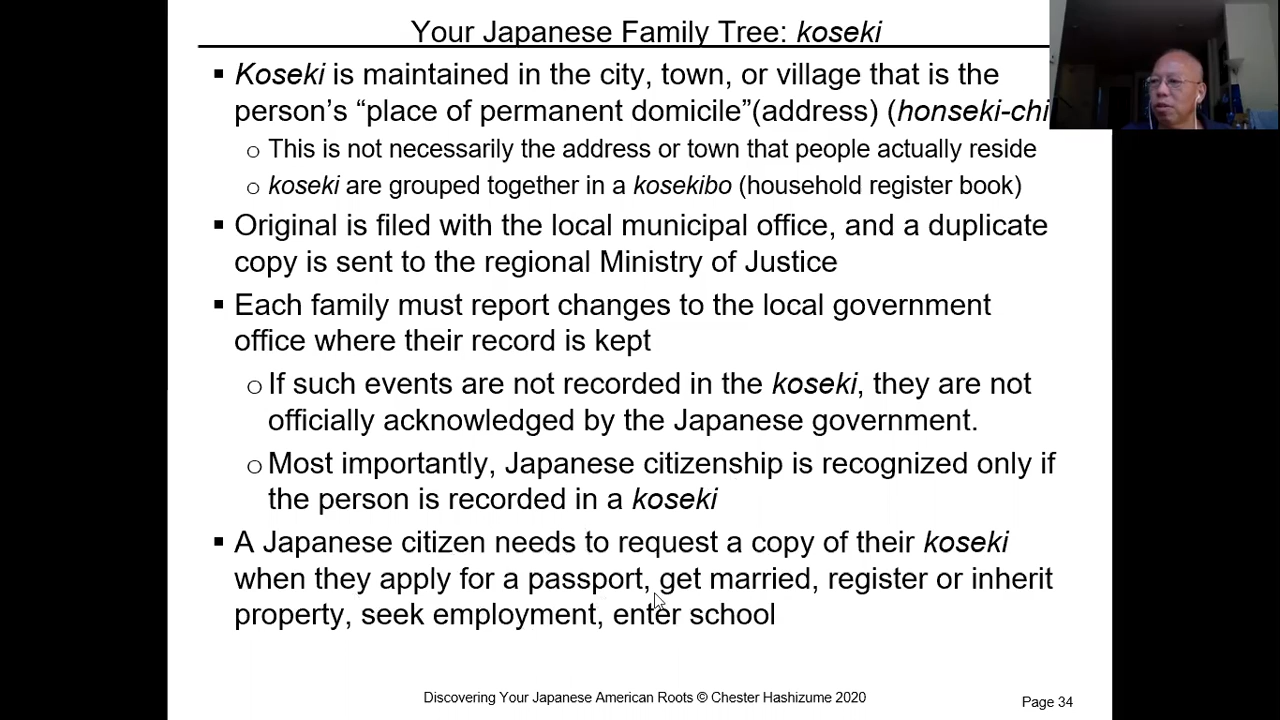 Your Japanese Family Tree: koseki
▪ Koseki is maintained in the city, town, or village that is the
person's “place of permanent domicile”(address) (honseki-chi
o This is not necessarily the address or town that people actually reside
o koseki are grouped together in a kosekibo (household register book)
▪ Original is filed with the local municipal office, and a duplicate
copy is sent to the regional Ministry of Justice
▪ Each family must report changes to the local government
office where their record is kept
o If such events are not recorded in the koseki, they are not
officially acknowledged by the Japanese government.
o Most importantly, Japanese citizenship is recognized only if
the person is recorded in a koseki
▪ A Japanese citizen needs to request a copy of their koseki
when they apply for a passport, get married, register or inherit
property, seek employment, enter school
Discovering Your Japanese American Roots © Chester Hashizume 2020
Page 34